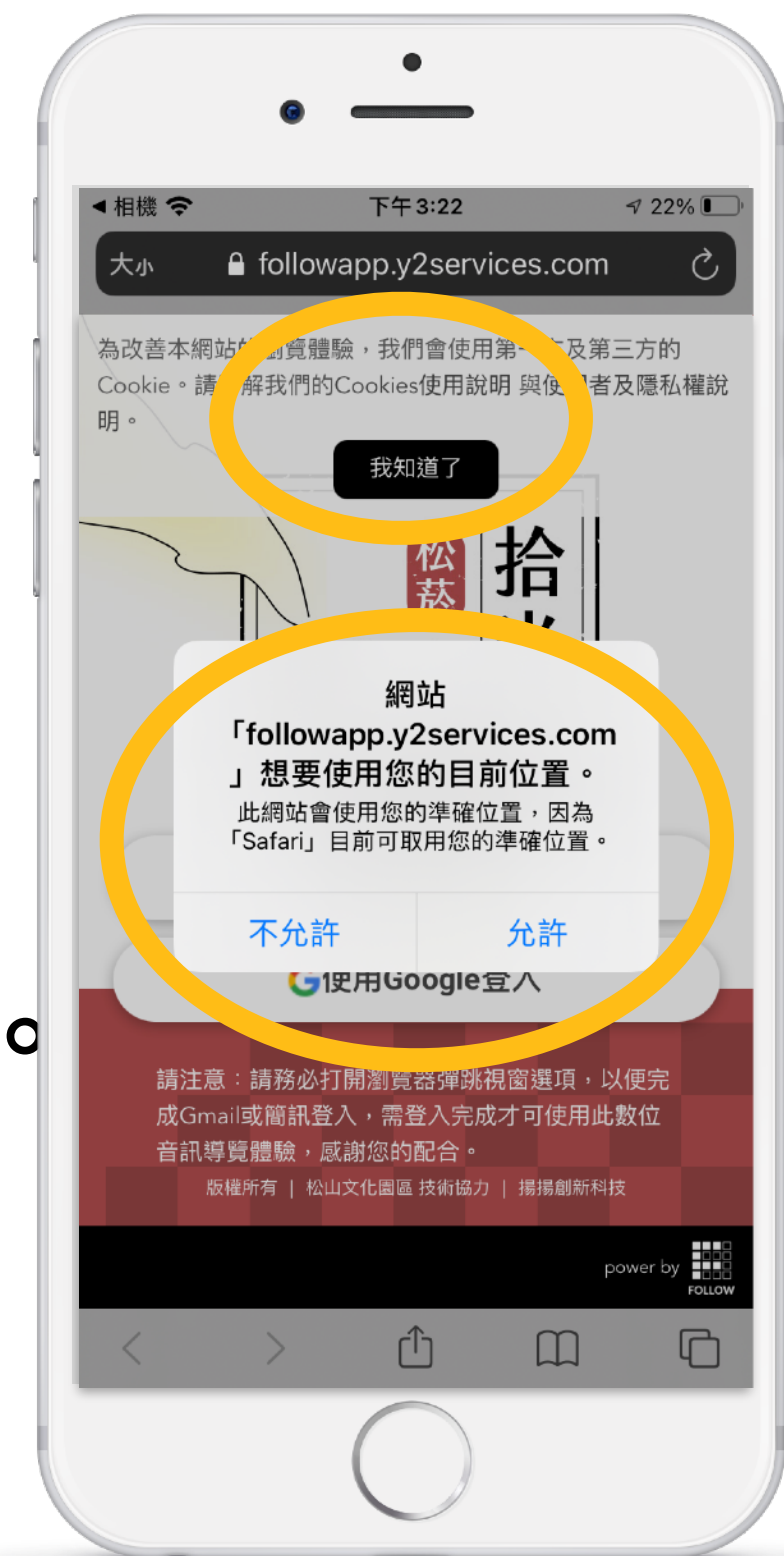 相機
下午3:22
22%
大小
followapp.y2services.com
為改善本網站 瀏覽體驗，我們會使用第一 及第三方的
Cookie。請 解我們的Cookies使用說明 與使用者及隱私權說
明。
我知道了
松菸
拾
網站
「followapp.y2services.com
」想要使用您的目前位置。
此網站會使用您的準確位置，因為
「Safari」目前可取用您的準確位置。
不允許
允許
使用Google登入
請注意：請務必打開瀏覽器彈跳視窗選項，以便完
成Gmail或簡訊登入，需登入完成才可使用此數位
音訊導覽體驗，感謝您的配合。
版權所有 | 松山文化園區 技術協力 | 揚揚創新科技
power by
FOLLOW